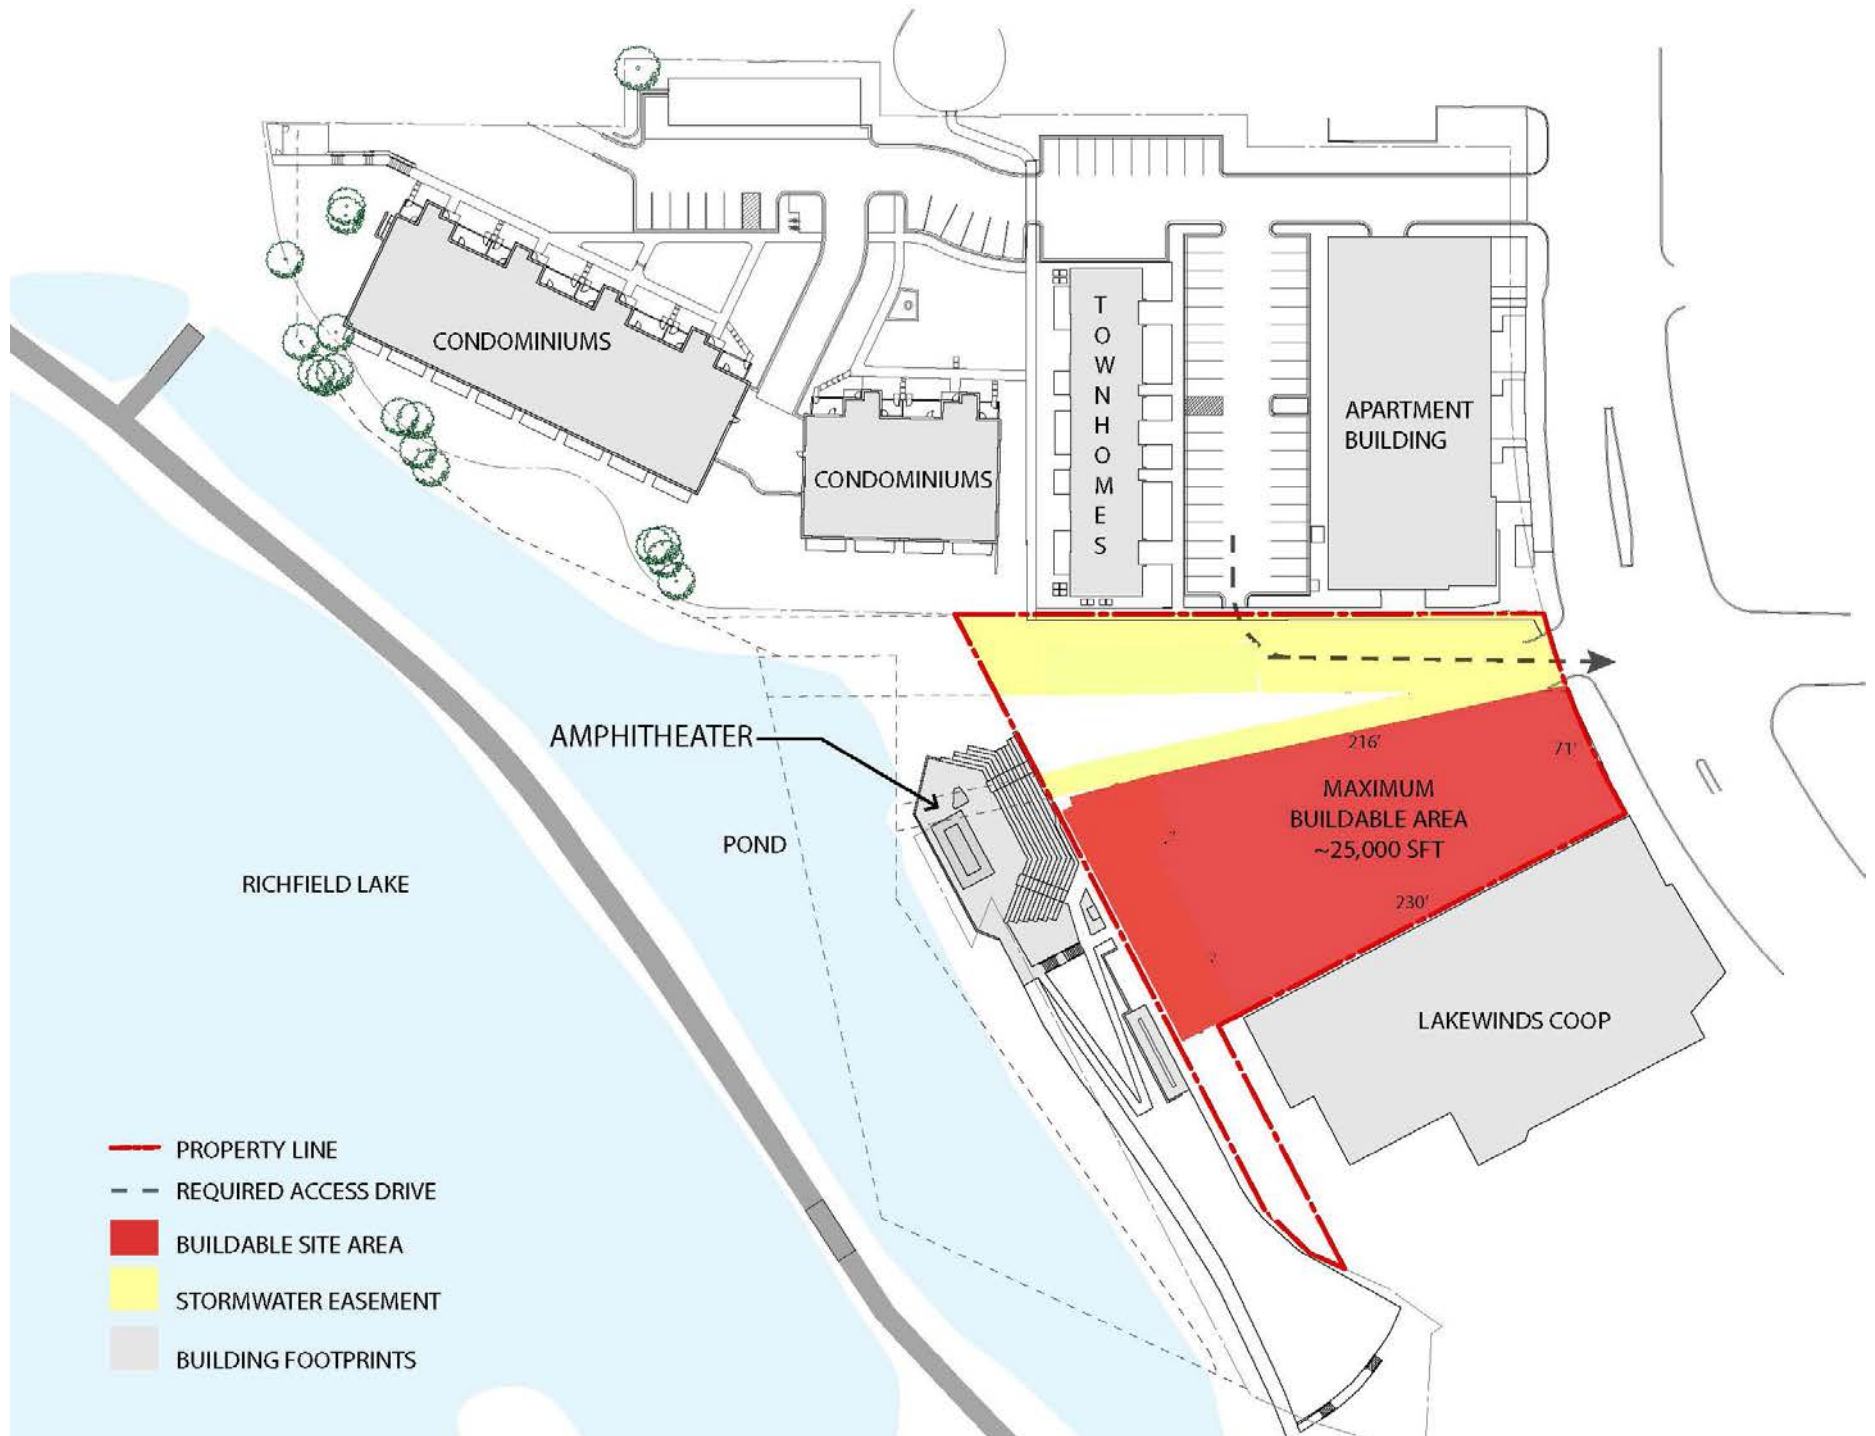 CONDOMINIUMS
TOWNHOMES
APARTMENT
BUILDING
CONDOMINIUMS
AMPHITHEATER
216'
71'
MAXIMUM
BUILDABLE AREA
~25,000 SFT
POND
RICHFIELD LAKE
230'
LAKEWINDS COOP
PROPERTY LINE
REQUIRED ACCESS DRIVE
BUILDABLE SITE AREA
STORMWATER EASEMENT
BUILDING FOOTPRINTS